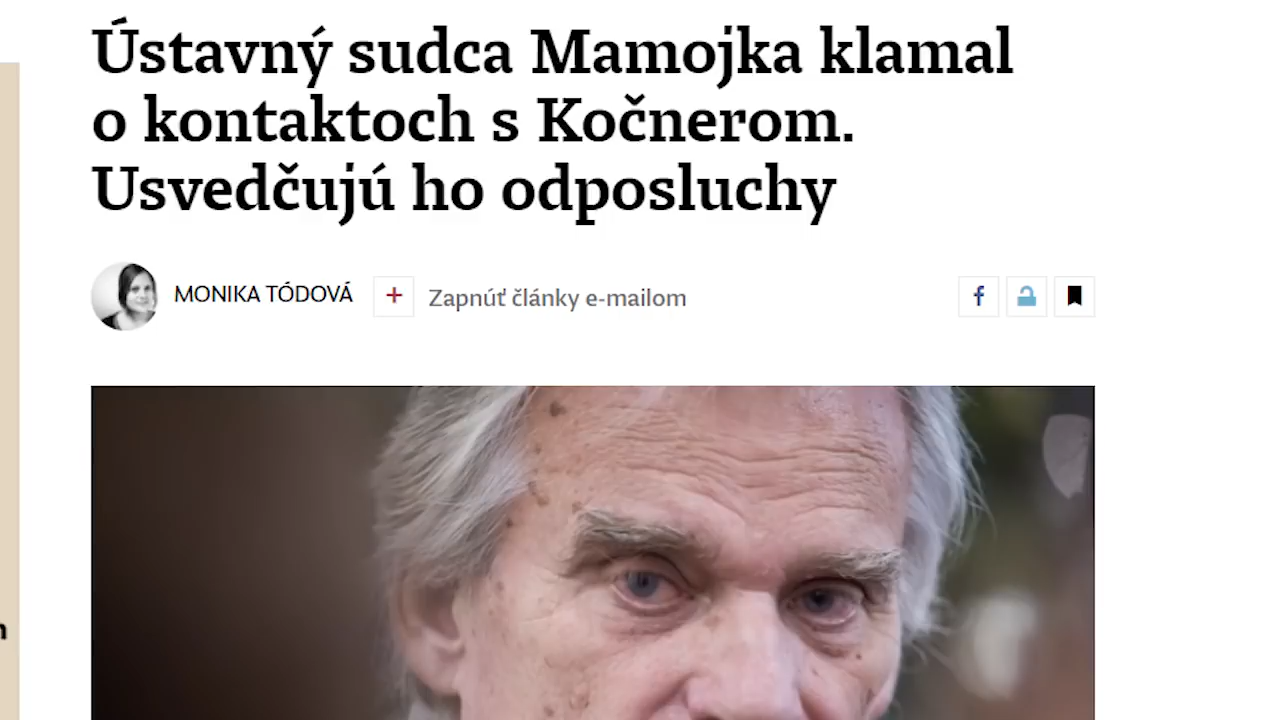 Ústavný sudca Mamojka klamal
o kontaktoch s Kočnerom.
Usvedčujú ho odposluchy
MONIKA TÓDOVÁ + Zapnúť články e-mailom